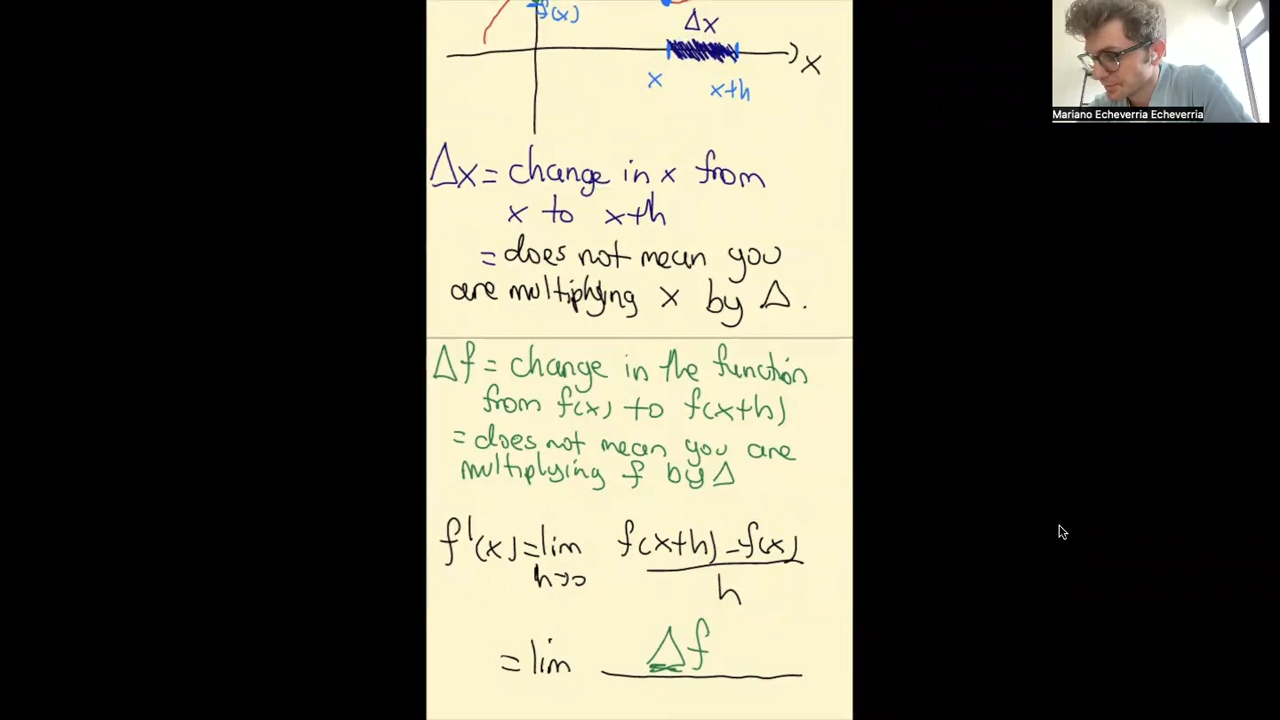 f(x)
Δx
x
x
x+h
Mariano Echeverria Echeverria
Δx = change in x from
x to x+h
= does not mean you
are multiplying x by Δ.
Δf = change in the function
from f(x) to f(x+h)
= does not mean you are
multiplying f by Δ
f'(x) = lim f(x+h) - f(x)
h→0 h
= lim Δf